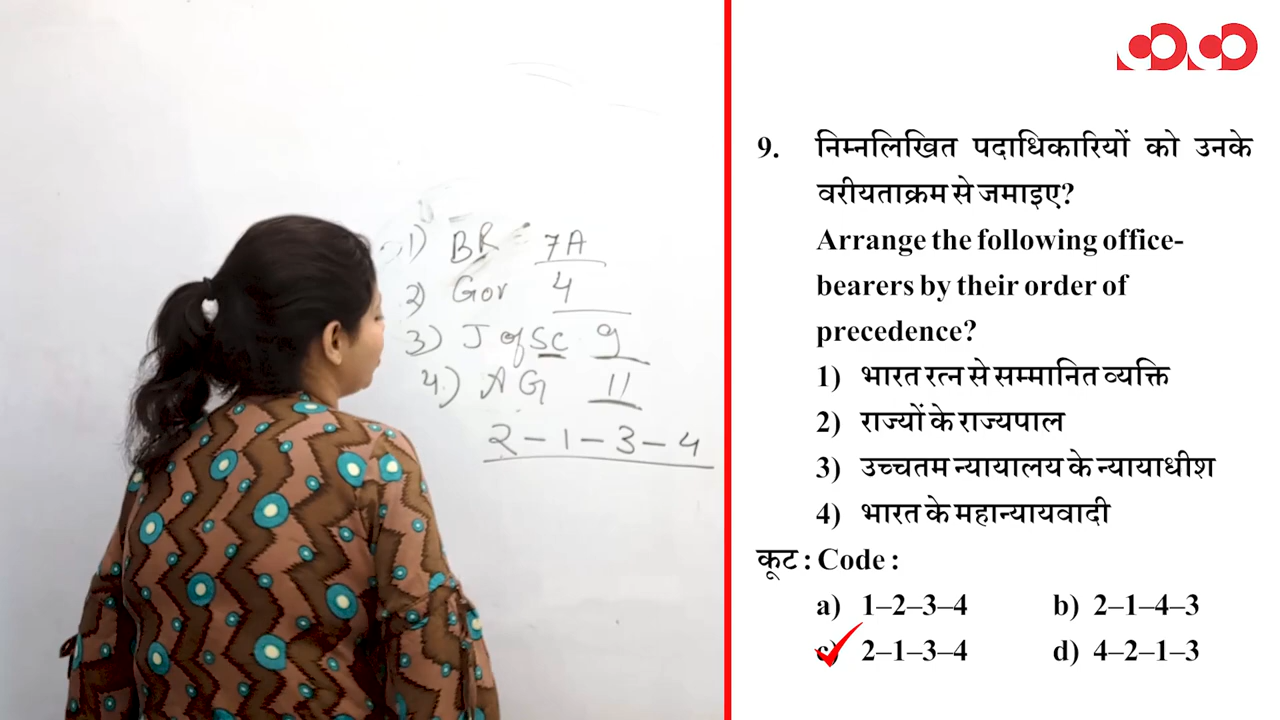 1) BR = 7A
2) Gov 4
3) J of SC 9
4) AG 11
2 – 1 – 3 – 4
9. निम्नलिखित पदाधिकारियों को उनके
वरीयताक्रम से जमाइए?
Arrange the following office-
bearers by their order of
precedence?
1) भारत रत्न से सम्मानित व्यक्ति
2) राज्यों के राज्यपाल
3) उच्चतम न्यायालय के न्यायाधीश
4) भारत के महान्यायवादी
कूट : Code :
a) 1–2–3–4 b) 2–1–4–3
c) 2–1–3–4 d) 4–2–1–3